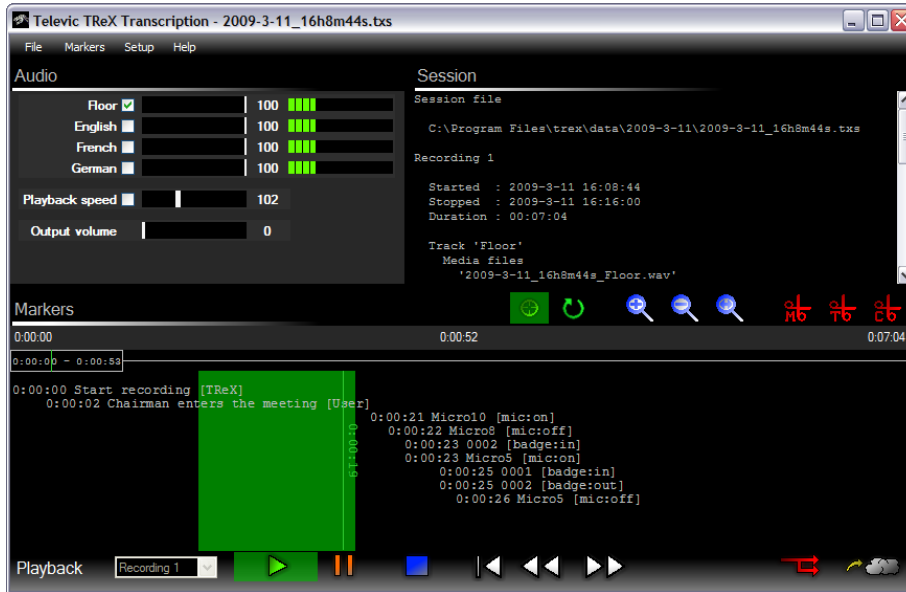 Televic TReX Transcription - 2009-3-11_16h8m44s.txs
File Markers Setup Help
Audio
Floor 100
English 100
French 100
German 100
Playback speed 102
Output volume 0
Session
Session file
C:\Program Files\trex\data\2009-3-11\2009-3-11_16h8m44s.txs
Recording 1
Started : 2009-3-11 16:08:44
Stopped : 2009-3-11 16:16:00
Duration : 00:07:04
Track 'Floor'
Media files
'2009-3-11_16h8m44s_Floor.wav'
Markers
M T C
0:00:00 0:00:52 0:07:04
0:00:00 - 0:00:53
0:00:00 Start recording [TReX]
0:00:02 Chairman enters the meeting [User]
0:00:19
0:00:21 Micro10 [mic:on]
0:00:22 Micro8 [mic:off]
0:00:23 0002 [badge:in]
0:00:23 Micro5 [mic:on]
0:00:25 0001 [badge:in]
0:00:25 0002 [badge:out]
0:00:26 Micro5 [mic:off]
Playback Recording 1